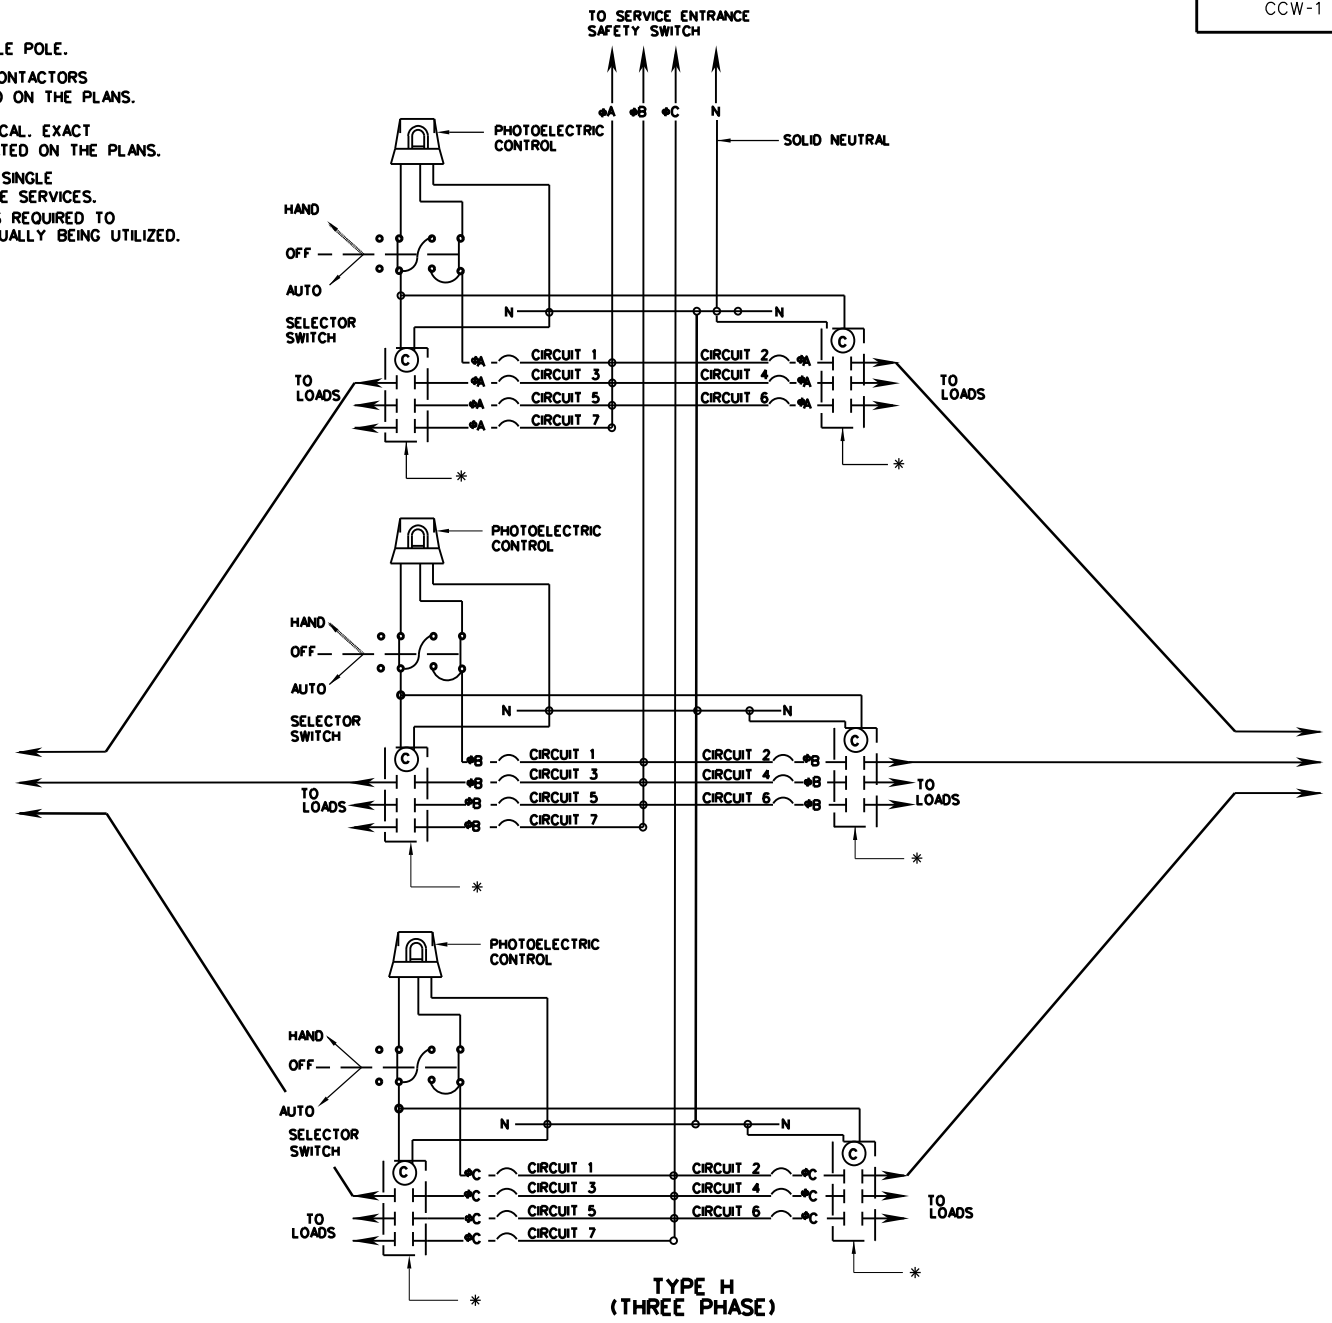 CCW-1
LE POLE.
ONTACTORS
D ON THE PLANS.
CAL. EXACT
TED ON THE PLANS.
SINGLE
E SERVICES.
S REQUIRED TO
UALLY BEING UTILIZED.
TO SERVICE ENTRANCE
SAFETY SWITCH
ΦA ΦB ΦC N
SOLID NEUTRAL
PHOTOELECTRIC
CONTROL
HAND
OFF
AUTO
SELECTOR
SWITCH
N N
C C
ΦA CIRCUIT 1 CIRCUIT 2 ΦA
ΦA CIRCUIT 3 CIRCUIT 4 ΦA
ΦA CIRCUIT 5 CIRCUIT 6 ΦA
ΦA CIRCUIT 7
TO
LOADS
TO
LOADS
* *
PHOTOELECTRIC
CONTROL
HAND
OFF
AUTO
SELECTOR
SWITCH
N N
C C
ΦB CIRCUIT 1 CIRCUIT 2 ΦB
ΦB CIRCUIT 3 CIRCUIT 4 ΦB
ΦB CIRCUIT 5 CIRCUIT 6 ΦB
ΦB CIRCUIT 7
TO
LOADS
TO
LOADS
* *
PHOTOELECTRIC
CONTROL
HAND
OFF
AUTO
SELECTOR
SWITCH
N N
C C
ΦC CIRCUIT 1 CIRCUIT 2 ΦC
ΦC CIRCUIT 3 CIRCUIT 4 ΦC
ΦC CIRCUIT 5 CIRCUIT 6 ΦC
ΦC CIRCUIT 7
TO
LOADS
TO
LOADS
* *
TYPE H
(THREE PHASE)